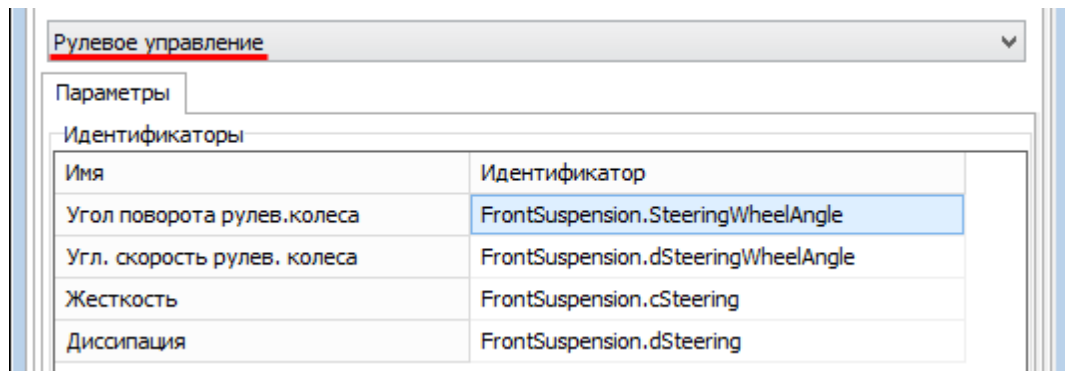 Рулевое управление
Параметры
Идентификаторы
Имя Идентификатор
Угол поворота рулев.колеса FrontSuspension.SteeringWheelAngle
Угл. скорость рулев. колеса FrontSuspension.dSteeringWheelAngle
Жесткость FrontSuspension.cSteering
Диссипация FrontSuspension.dSteering